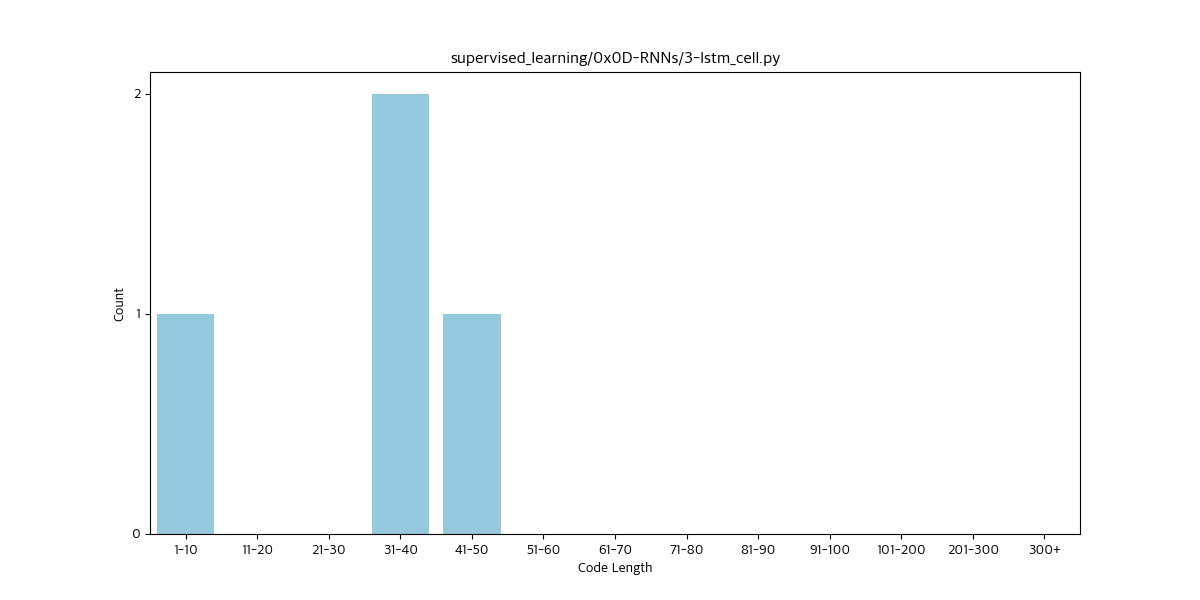 supervised_learning/0x0D-RNNs/3-lstm_cell.py
2
1
0
Count
1-10 11-20 21-30 31-40 41-50 51-60 61-70 71-80 81-90 91-100 101-200 201-300 300+
Code Length